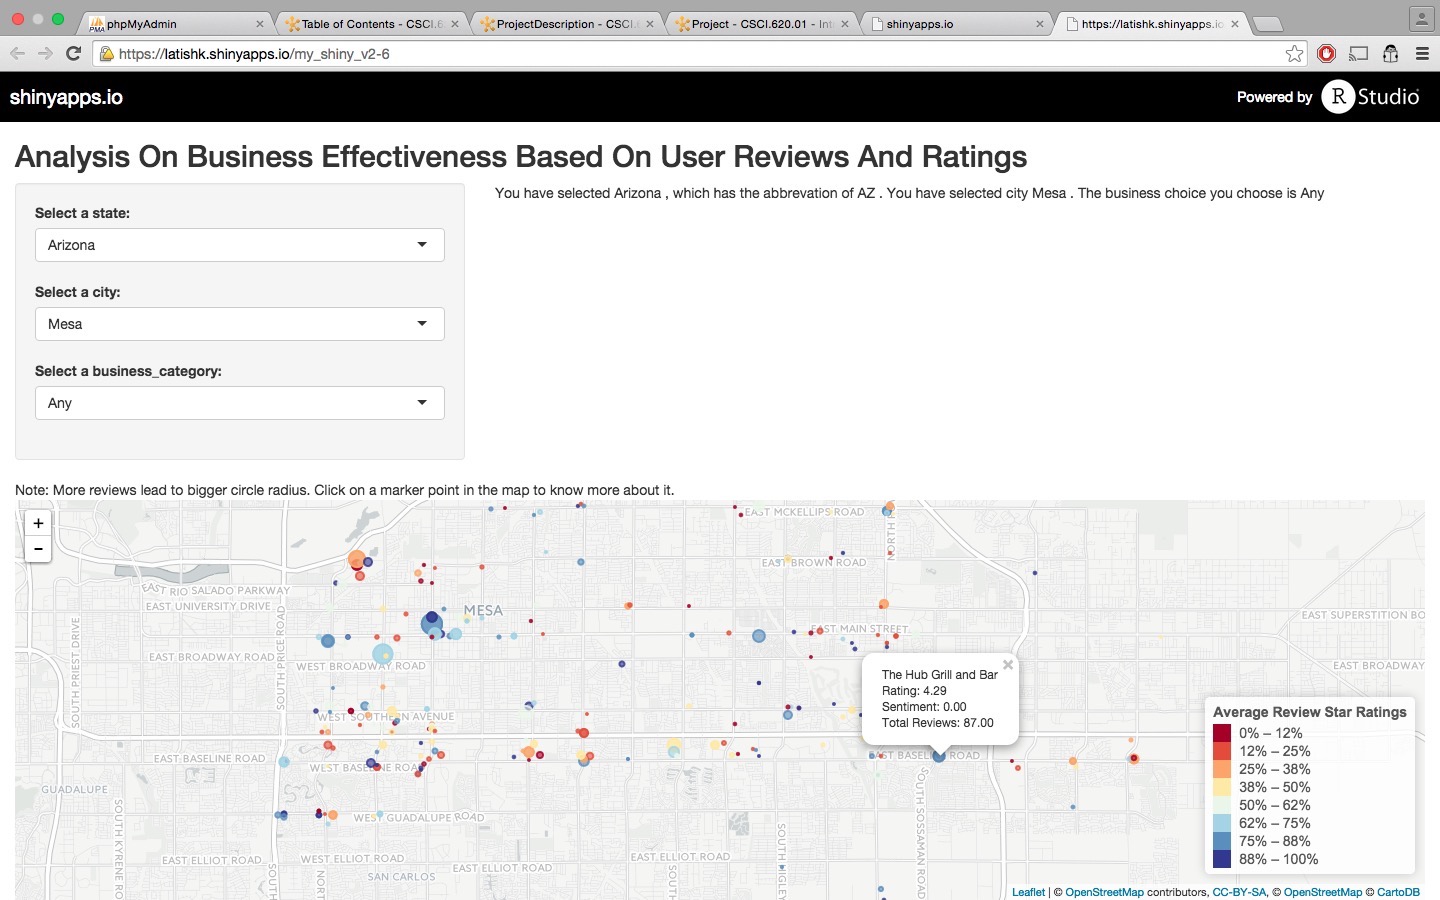 phpMyAdmin
Table of Contents - CSCI.6
ProjectDescription - CSCI.
Project - CSCI.620.01 - Int
shinyapps.io
https://latishk.shinyapps.io
https://latishk.shinyapps.io/my_shiny_v2-6
shinyapps.io
Powered by R Studio
Analysis On Business Effectiveness Based On User Reviews And Ratings
You have selected Arizona , which has the abbrevation of AZ . You have selected city Mesa . The business choice you choose is Any
Select a state:
Arizona
Select a city:
Mesa
Select a business_category:
Any
Note: More reviews lead to bigger circle radius. Click on a marker point in the map to know more about it.
+
-
EAST MCKELLIPS ROAD
NORTH
EAST BROWN ROAD
EAST RIO SALADO PARKWAY
EAST UNIVERSITY DRIVE
MESA
EAST SUPERSTITION BO
EAST MAIN STREET
SOUTH PRIEST DRIVE
SOUTH PRICE ROAD
EAST BROADWAY ROAD
WEST BROADWAY ROAD
EAST BROADWAY
The Hub Grill and Bar
Rating: 4.29
Sentiment: 0.00
Total Reviews: 87.00
WEST SOUTHERN AVENUE
EAST BASELINE ROAD
WEST BASELINE ROAD
EAST BASELINE ROAD
GUADALUPE
SOUTH KYRENE RO
WEST GUADALUPE ROAD
SOUTH SOSSAMAN ROAD
SOUTH HIGLEY
EAST ELLIOT ROAD
WEST ELLIOT ROAD
EAST ELLIOT ROAD
EAST ELLIOT ROAD
SAN CARLOS
SOUTH
NORT
SOUTH
Average Review Star Ratings
0% – 12%
12% – 25%
25% – 38%
38% – 50%
50% – 62%
62% – 75%
75% – 88%
88% – 100%
Leaflet | © OpenStreetMap contributors, CC-BY-SA, © OpenStreetMap © CartoDB